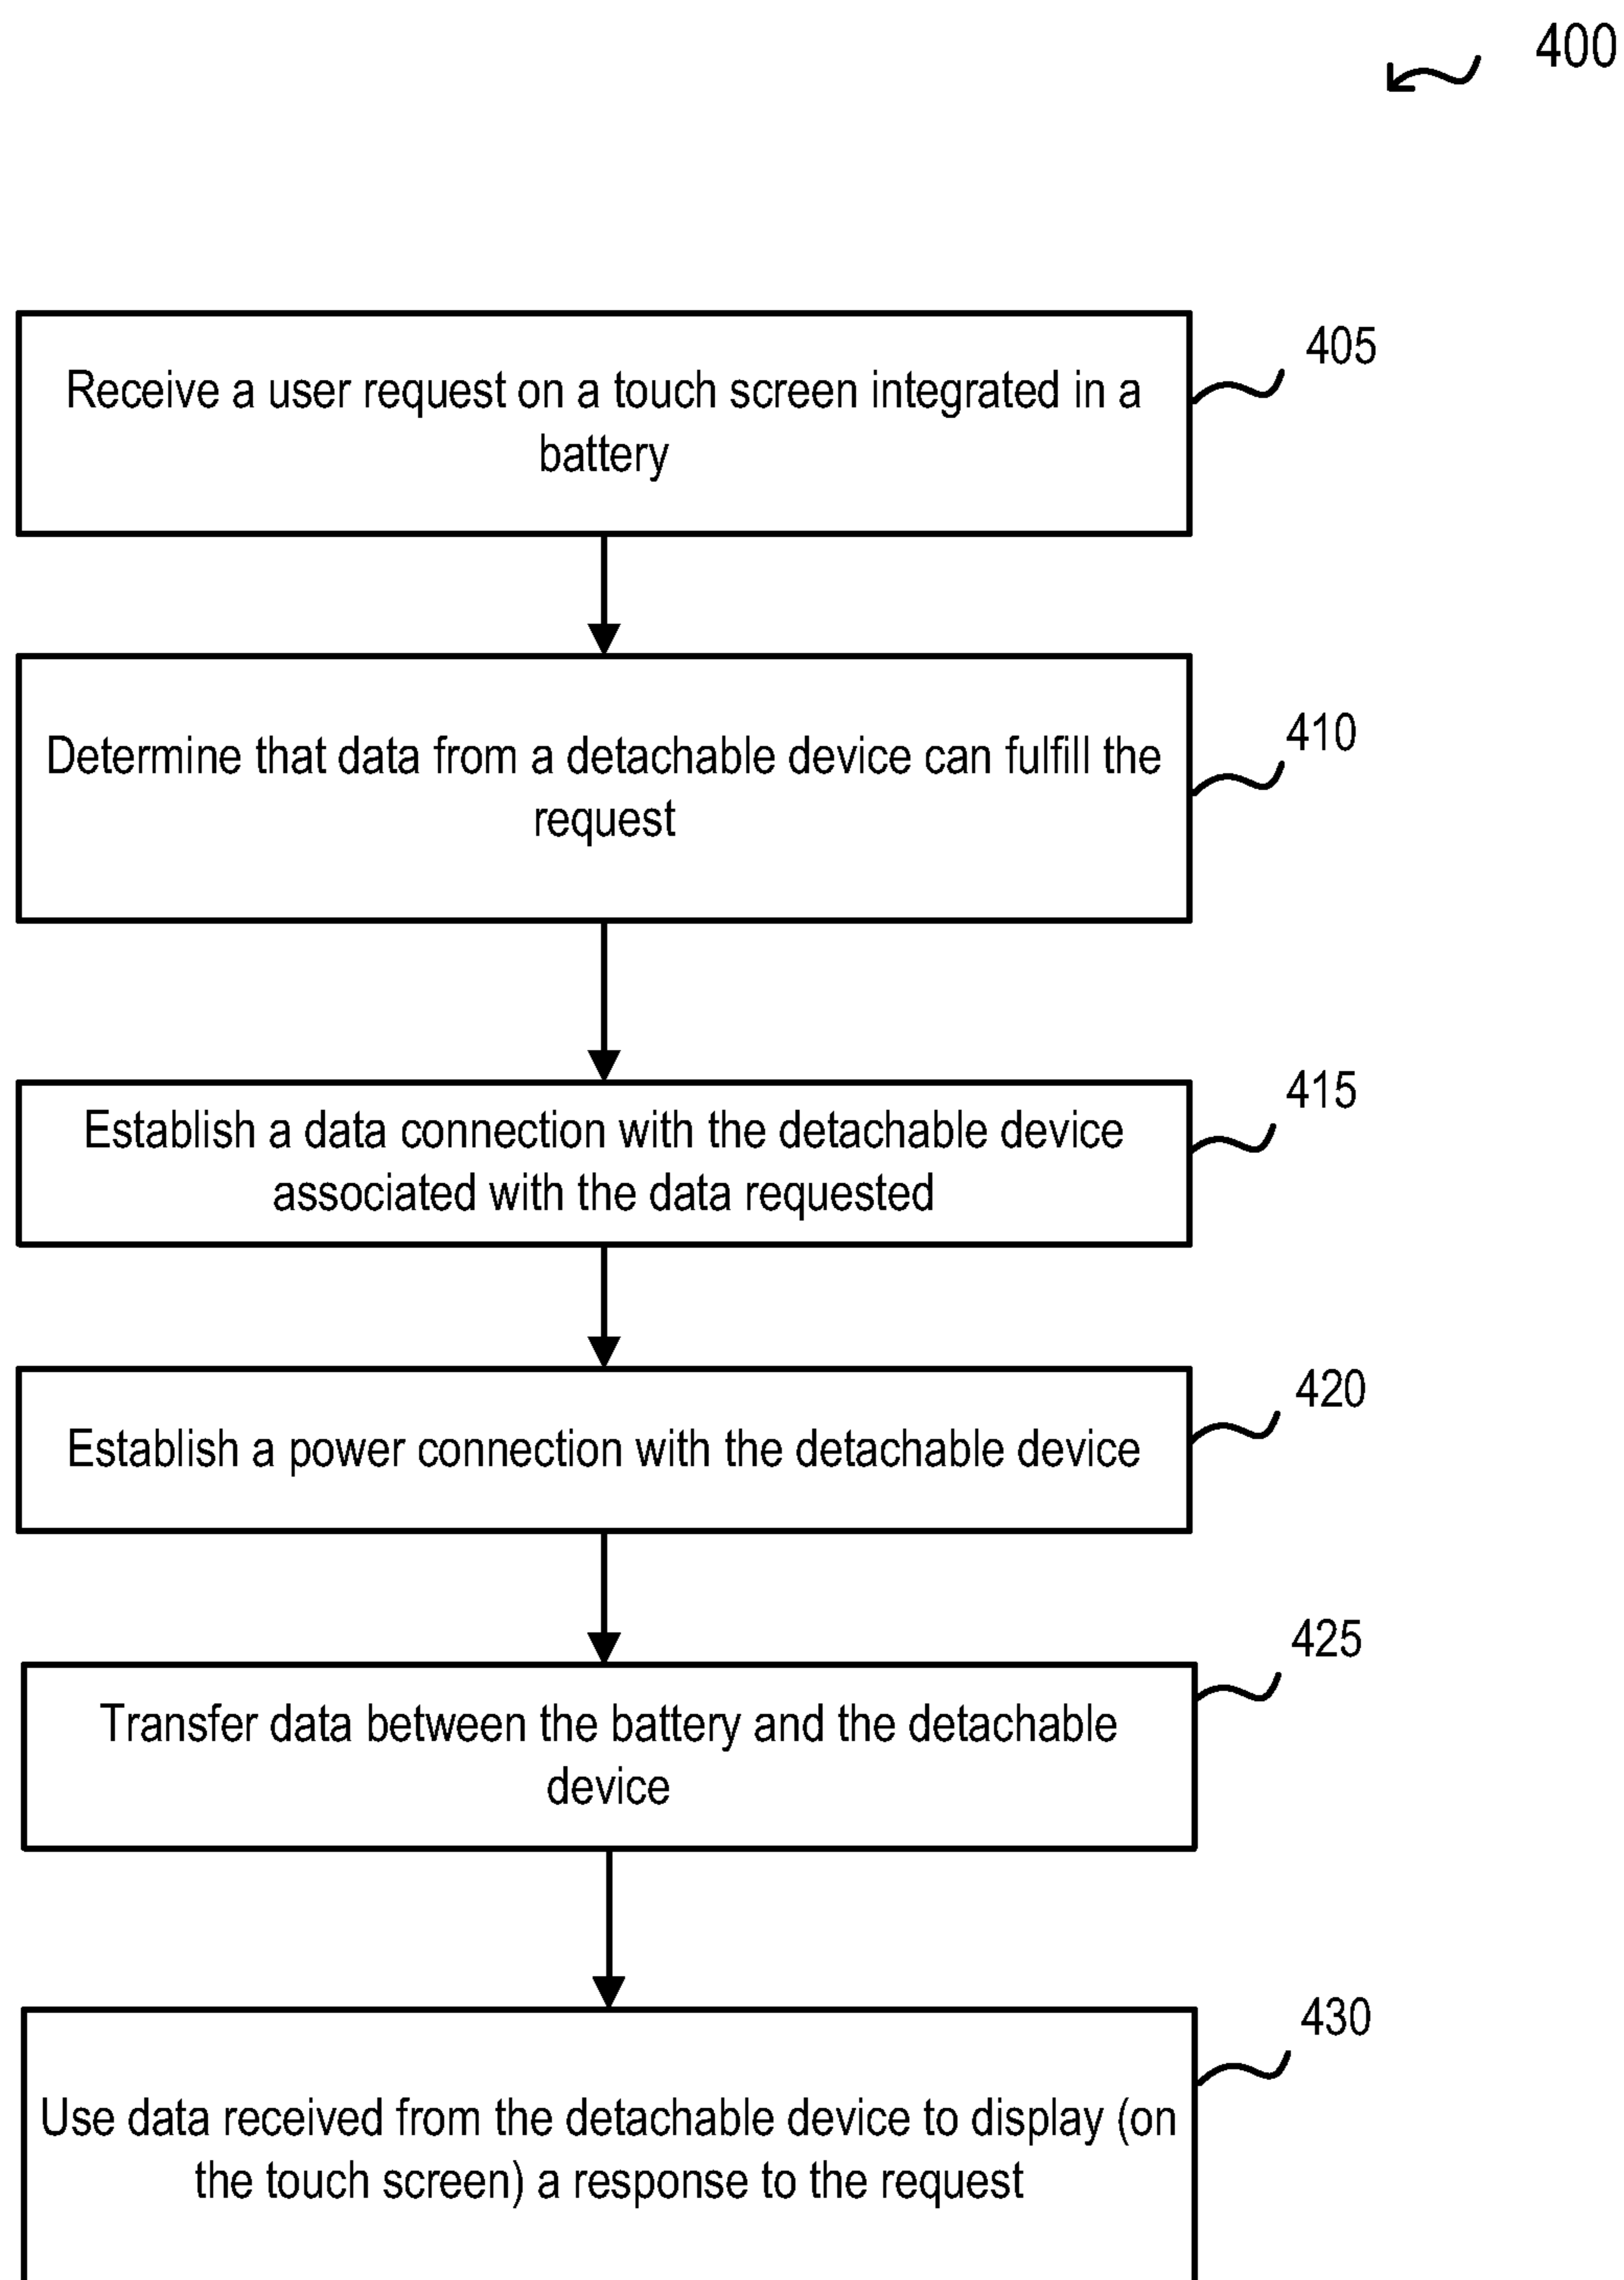 400
Receive a user request on a touch screen integrated in a
battery
405
Determine that data from a detachable device can fulfill the
request
410
Establish a data connection with the detachable device
associated with the data requested
415
Establish a power connection with the detachable device
420
Transfer data between the battery and the detachable
device
425
Use data received from the detachable device to display (on
the touch screen) a response to the request
430